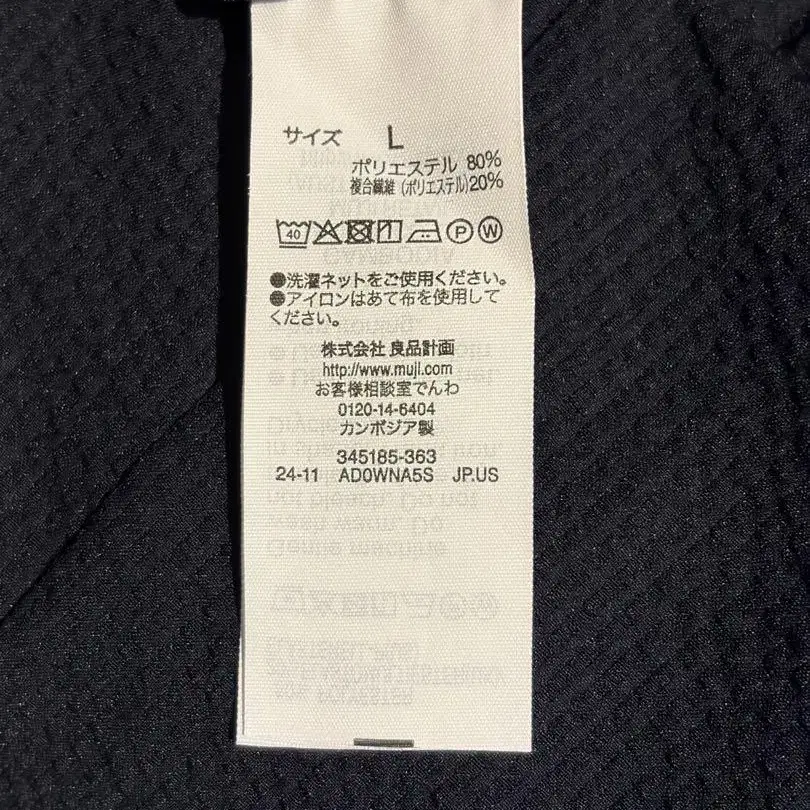 サイズ L
ポリエステル 80%
複合繊維(ポリエステル)20%
40 P W
●洗濯ネットをご使用ください。
●アイロンはあて布を使用して
ください。
株式会社 良品計画
http://www.muji.com
お客様相談室でんわ
0120-14-6404
カンボジア製
345185-363
24-11 AD0WNA5S JP.US